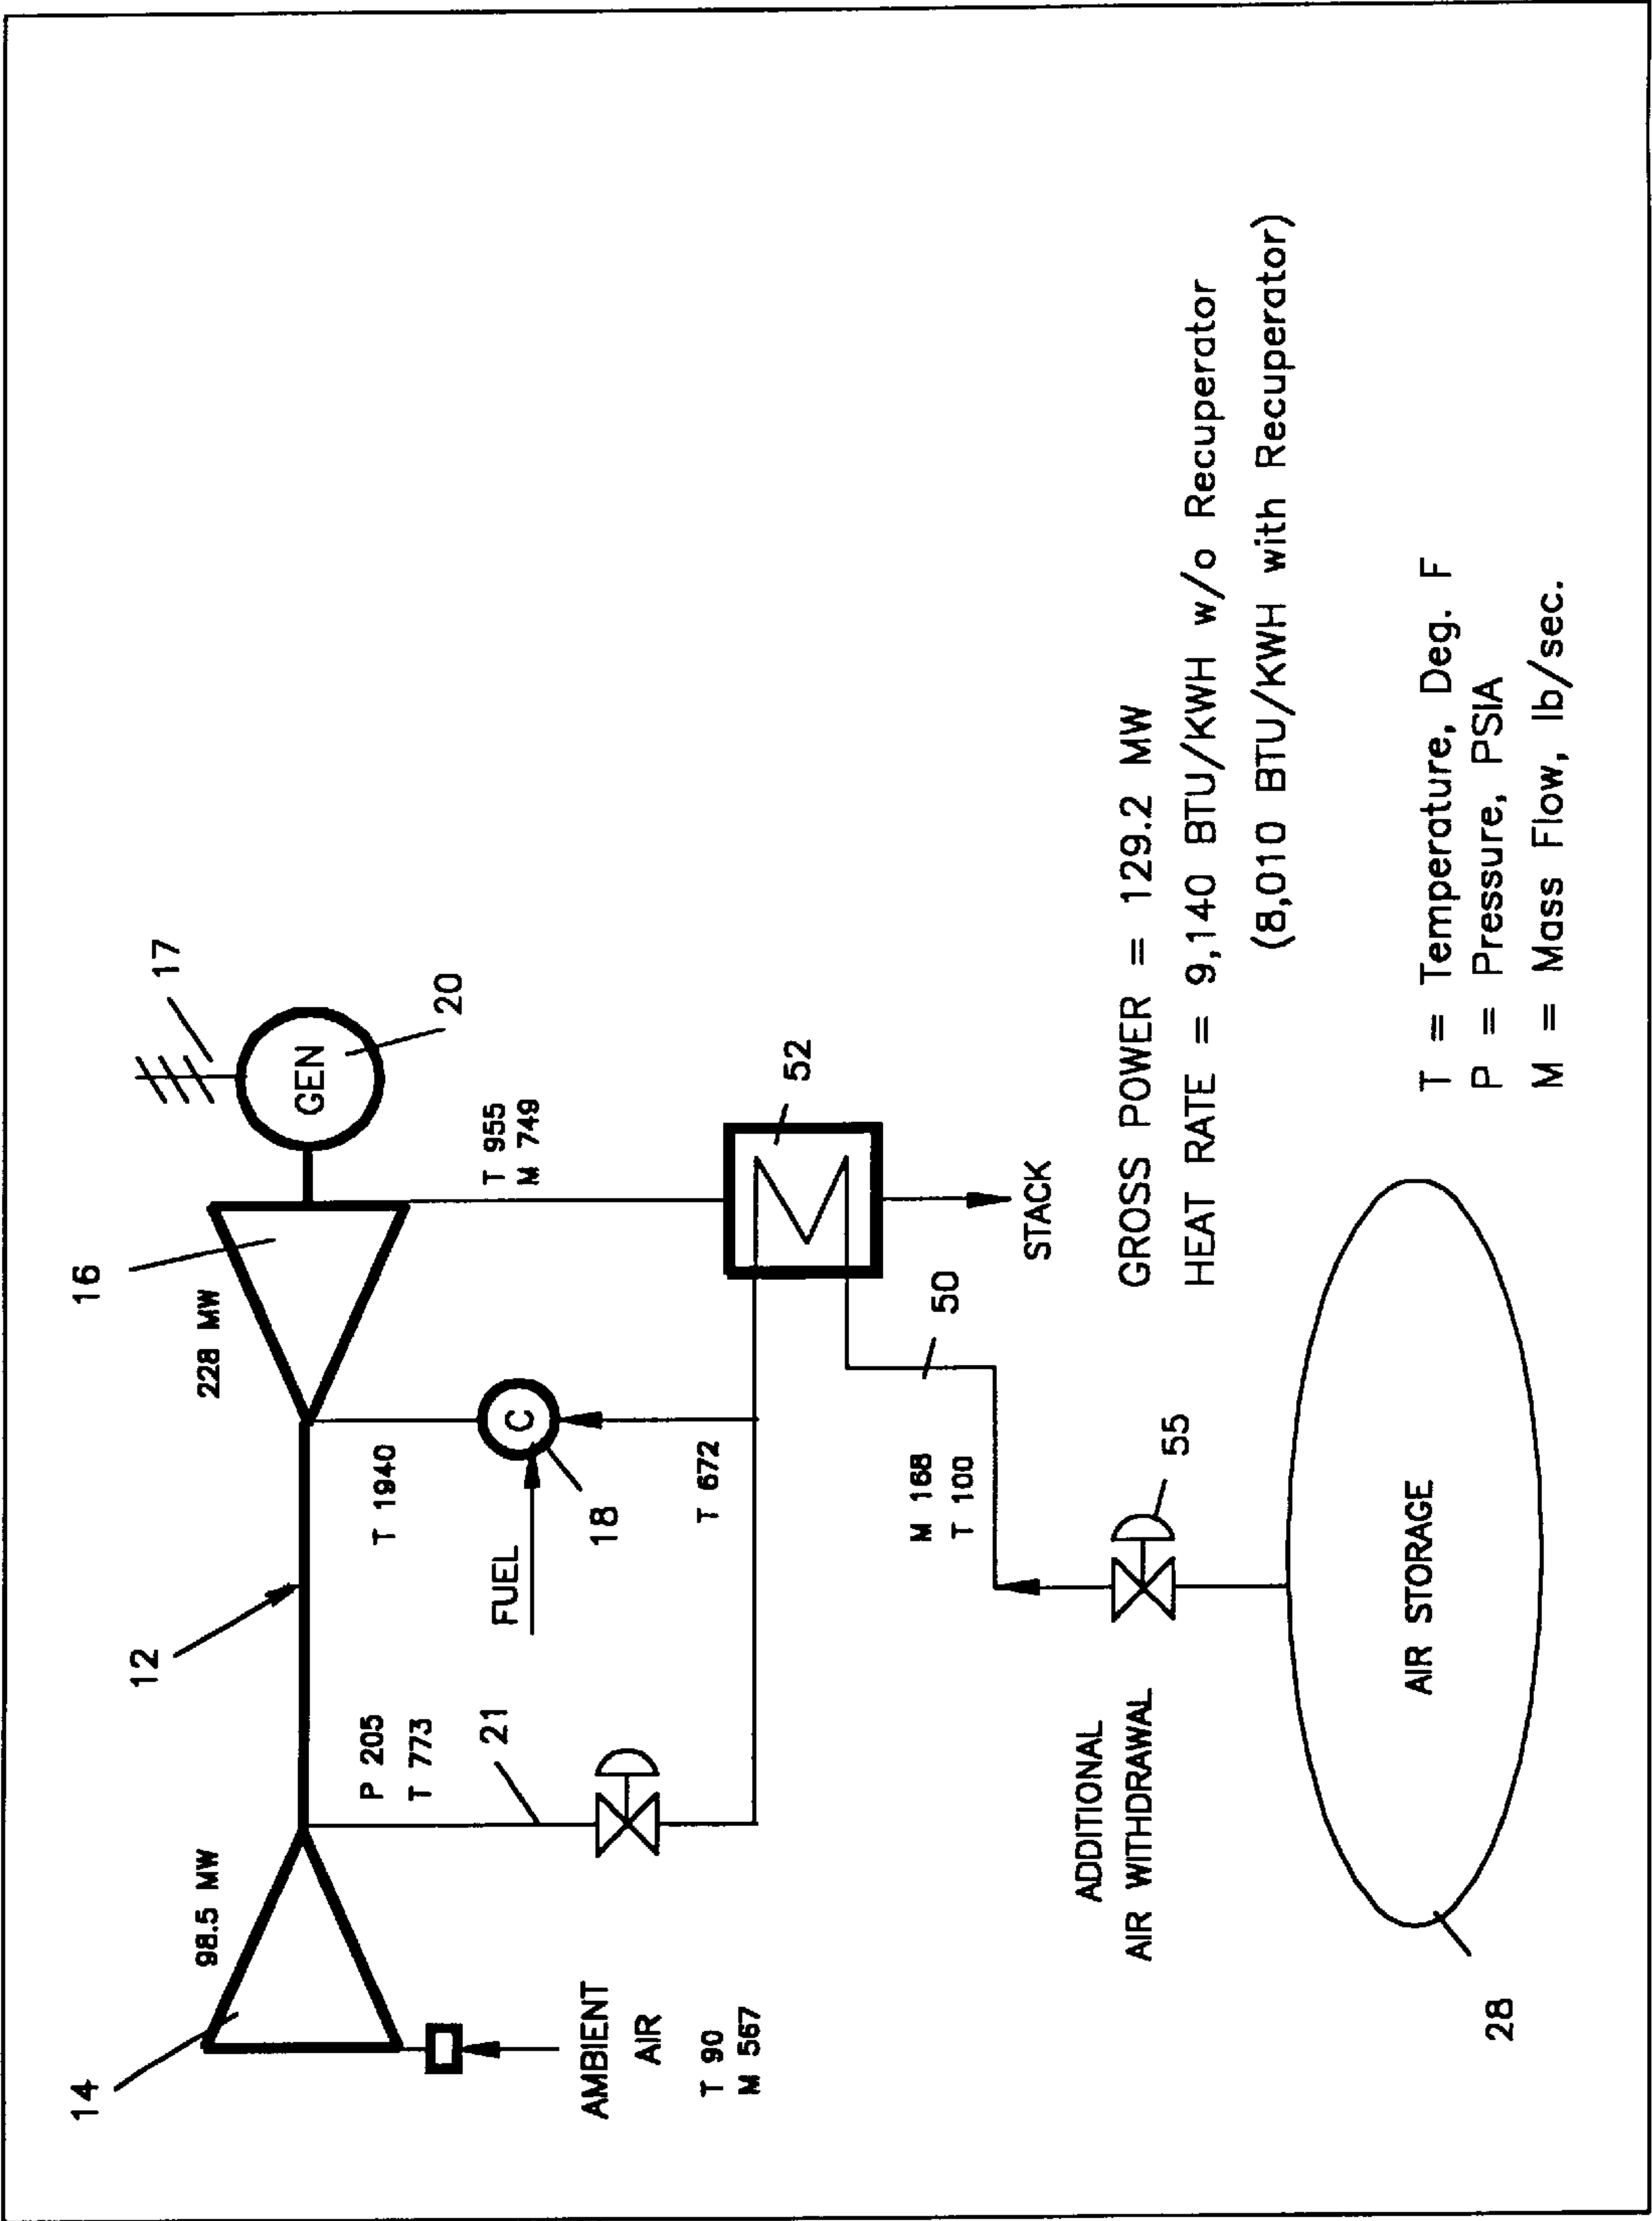 14
98.5 MW
12
16
228 MW
17
GEN
20
P 205
T 773
T 1940
21
FUEL
C
18
T 955
M 749
AMBIENT
AIR
T 90
M 567
T 672
52
M 168
T 100
50
STACK
ADDITIONAL
AIR WITHDRAWAL
55
GROSS POWER = 129.2 MW
HEAT RATE = 9,140 BTU/KWH w/o Recuperator
(8,010 BTU/KWH with Recuperator)
AIR STORAGE
28
T = Temperature, Deg. F
P = Pressure, PSIA
M = Mass Flow, lb/sec.